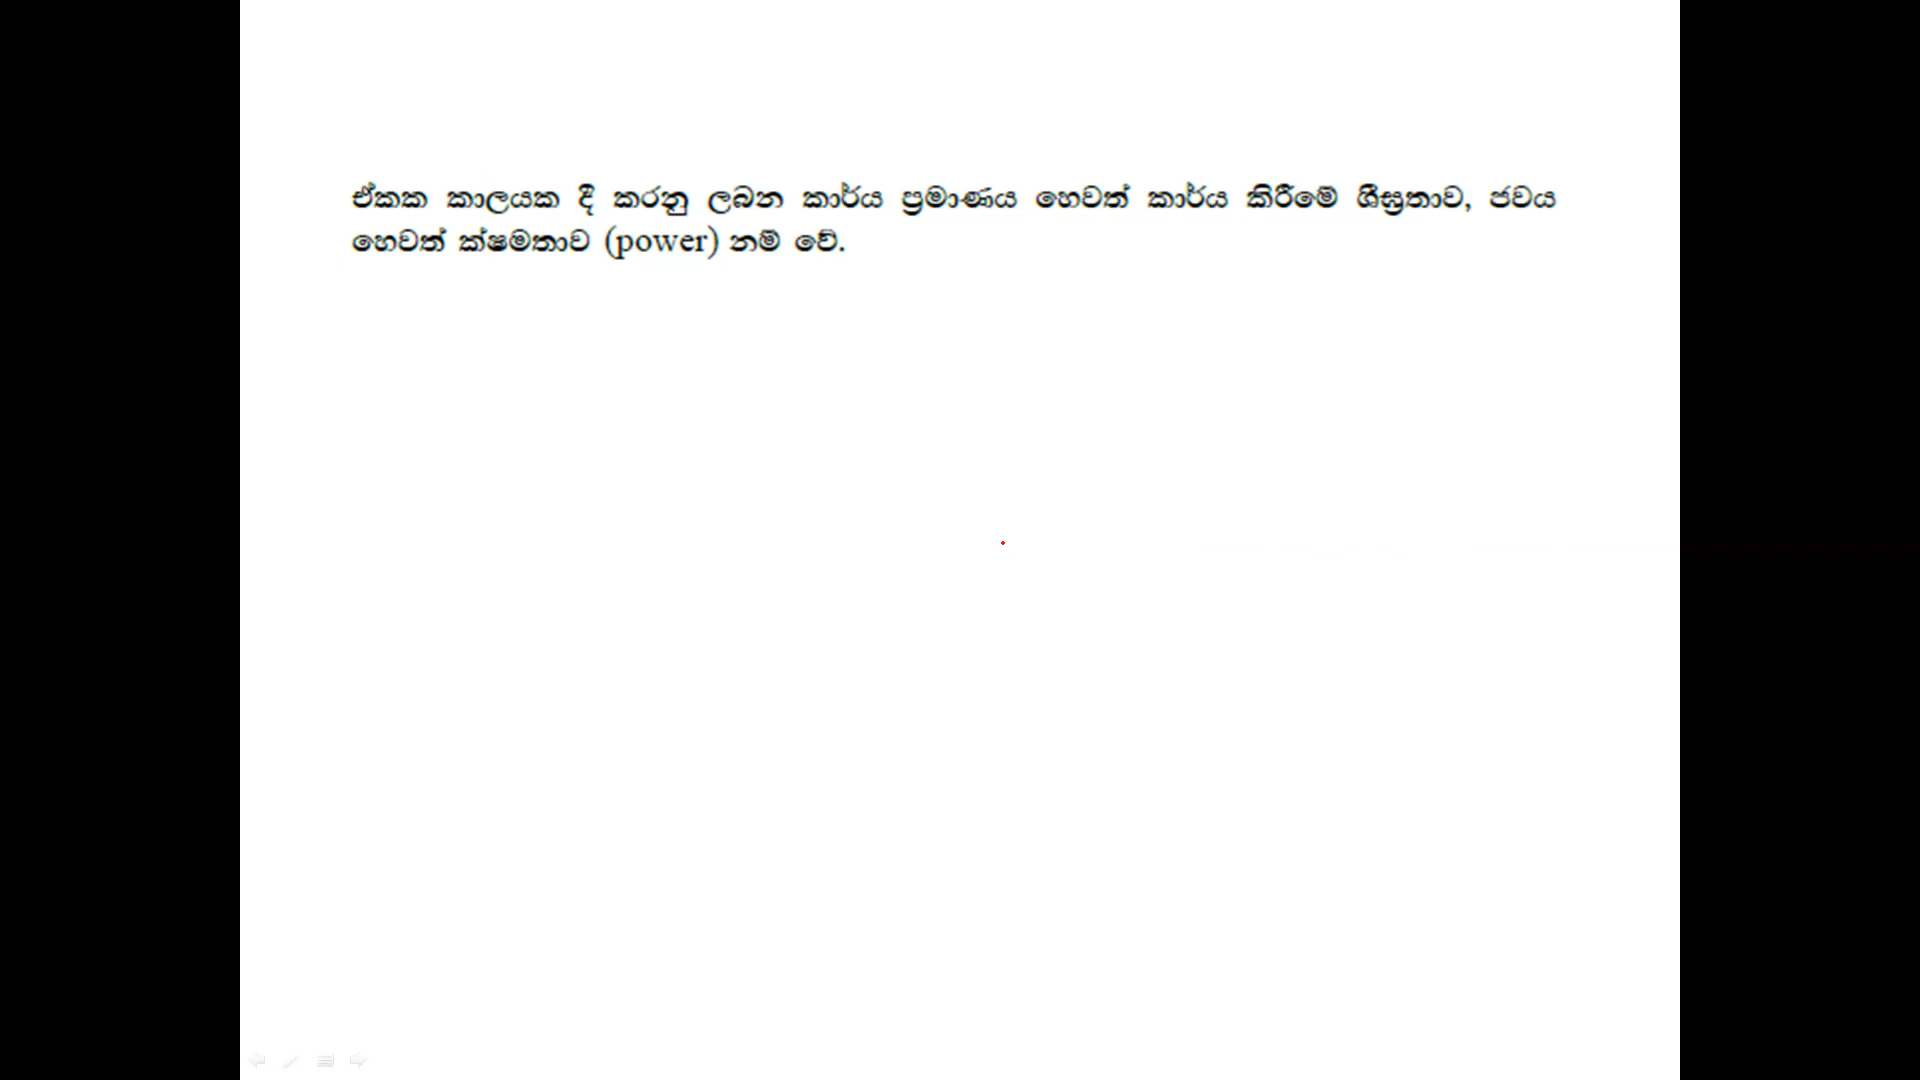 ඒකක කාලයක දී කරනු ලබන කාර්ය ප්‍රමාණය හෙවත් කාර්ය කිරීමේ ශීඝ්‍රතාව, ජවය
හෙවත් ක්ෂමතාව (power) නම් වේ.